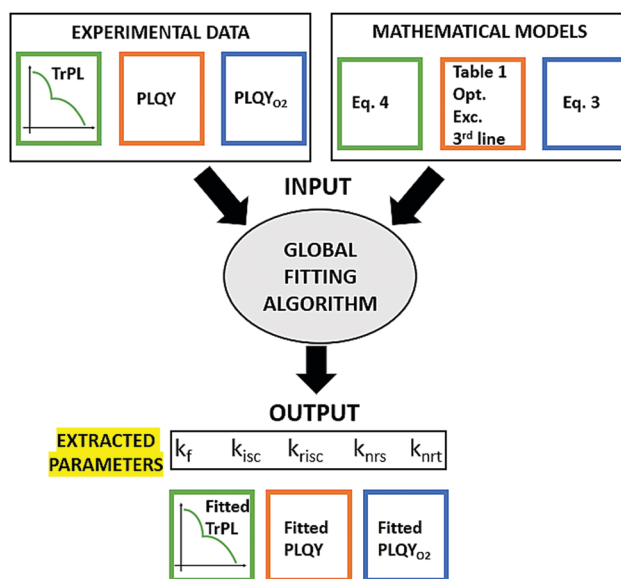 EXPERIMENTAL DATA
TrPL
PLQY
PLQYO2
MATHEMATICAL MODELS
Eq. 4
Table 1
Opt.
Exc.
3rd line
Eq. 3
INPUT
GLOBAL
FITTING
ALGORITHM
OUTPUT
EXTRACTED
PARAMETERS
kf kisc krisc knrs knrt
Fitted
TrPL
Fitted
PLQY
Fitted
PLQYO2